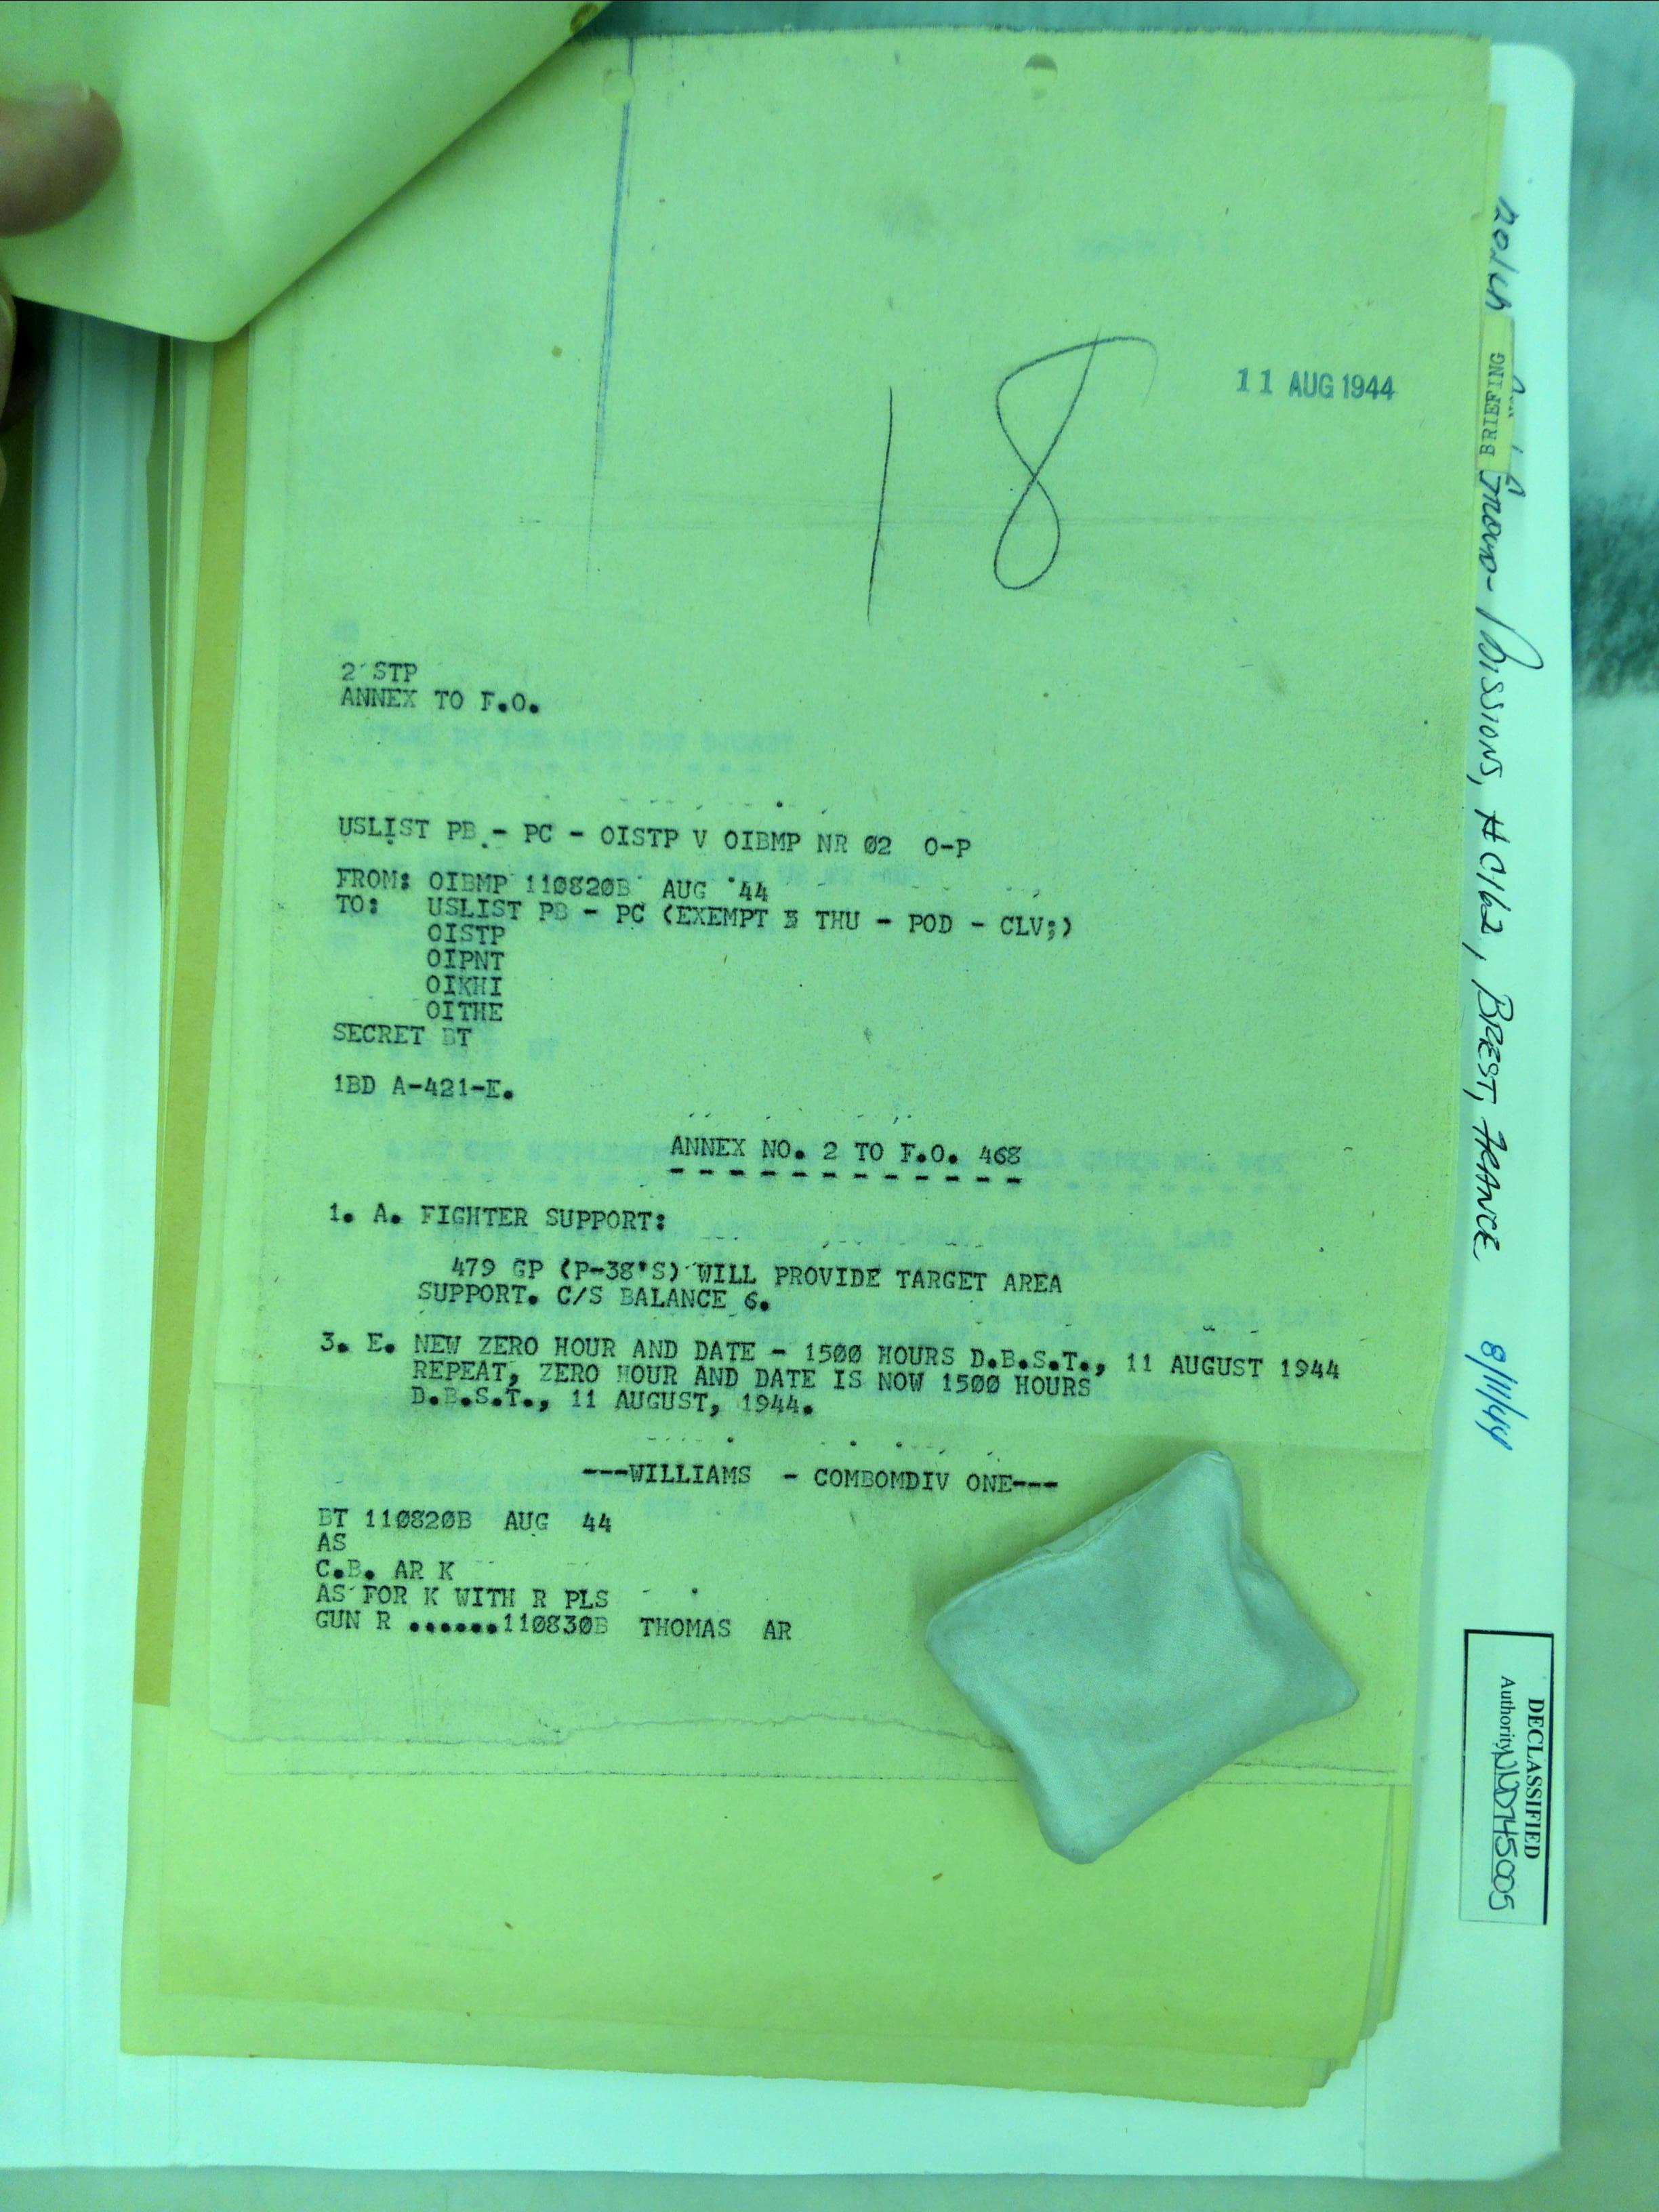 11 AUG 1944
18
2 STP
ANNEX TO F.O.
USLIST PB - PC - OISTP V OIBMP NR 02 O-P
FROM: OIBMP 110820B AUG '44
TO: USLIST PB - PC (EXEMPT THU - POD - CLV;)
OISTP
OIPNT
OIKHI
OITHE
SECRET BT
1BD A-421-E.
ANNEX NO. 2 TO F.O. 468
- - - - - - - - - - - -
1. A. FIGHTER SUPPORT:
479 GP (P-38'S) WILL PROVIDE TARGET AREA
SUPPORT. C/S BALANCE 6.
3. E. NEW ZERO HOUR AND DATE - 1500 HOURS D.B.S.T., 11 AUGUST 1944
REPEAT, ZERO HOUR AND DATE IS NOW 1500 HOURS
D.B.S.T., 11 AUGUST, 1944.
---WILLIAMS - COMBOMDIV ONE---
BT 110820B AUG 44
AS
C.B. AR K
AS FOR K WITH R PLS
GUN R ......110830B THOMAS AR
BRIEFING
MISSIONS, #C162, BREST, FRANCE 8/11/44
DECLASSIFIED
Authority NND745005